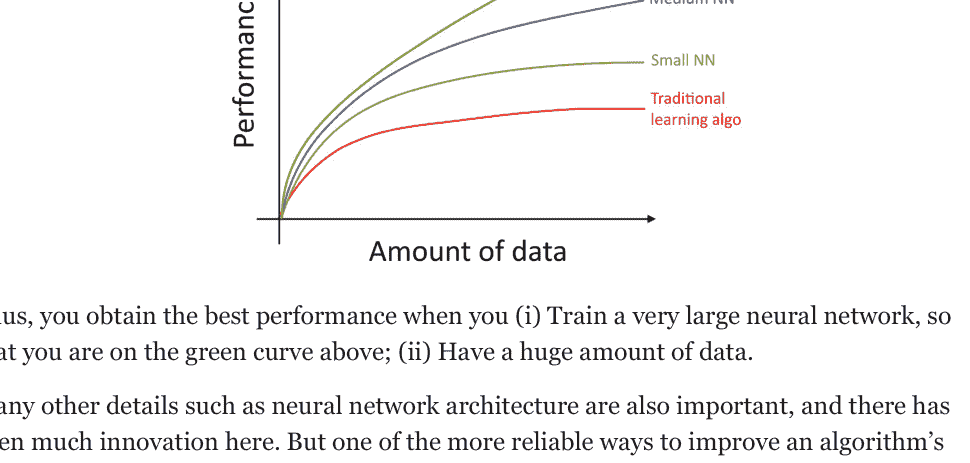 Medium NN
Performanc
Small NN
Traditional
learning algo
Amount of data
us, you obtain the best performance when you (i) Train a very large neural network, so
at you are on the green curve above; (ii) Have a huge amount of data.
any other details such as neural network architecture are also important, and there has
en much innovation here. But one of the more reliable ways to improve an algorithm’s